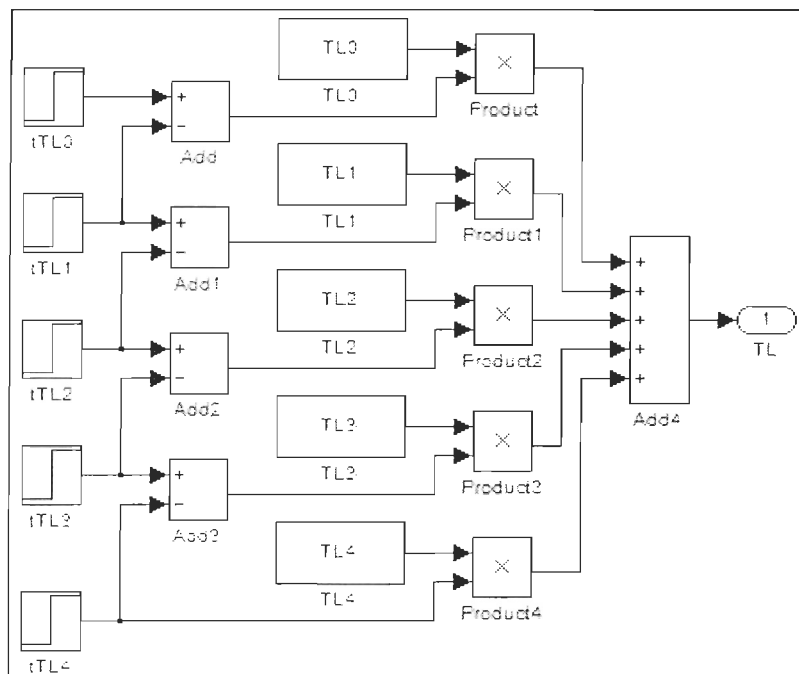 TL0
×
TL0
Product
+
−
tTL0
Add
TL1
×
TL1
Product1
+
−
tTL1
Add1
TL2
×
TL2
Product2
+
−
tTL2
Add2
TL3
×
TL3
Product3
+
−
tTL3
Add3
TL4
×
TL4
Product4
tTL4
+
+
+
+
+
Add4
1
TL